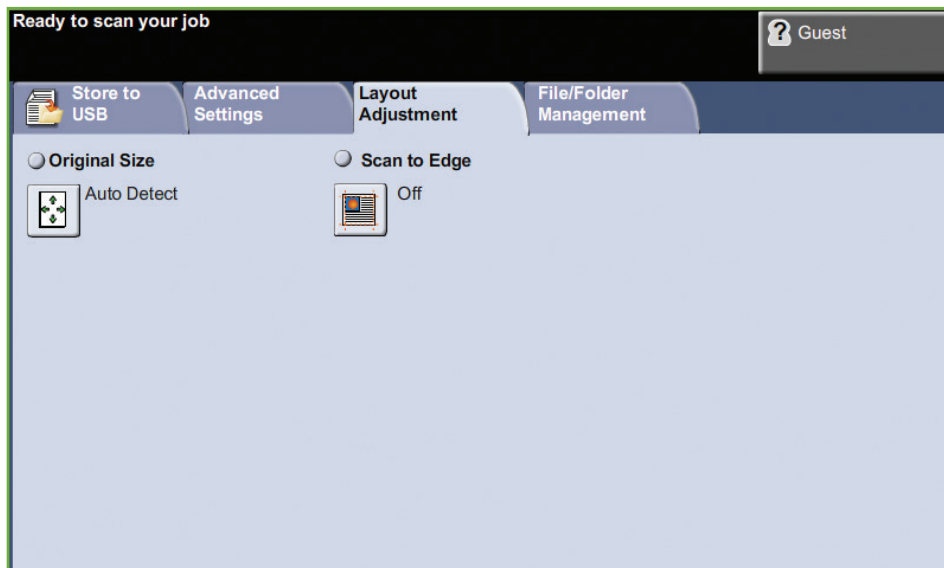 Ready to scan your job
Guest
Store to
USB
Advanced
Settings
Layout
Adjustment
File/Folder
Management
Original Size
Auto Detect
Scan to Edge
Off